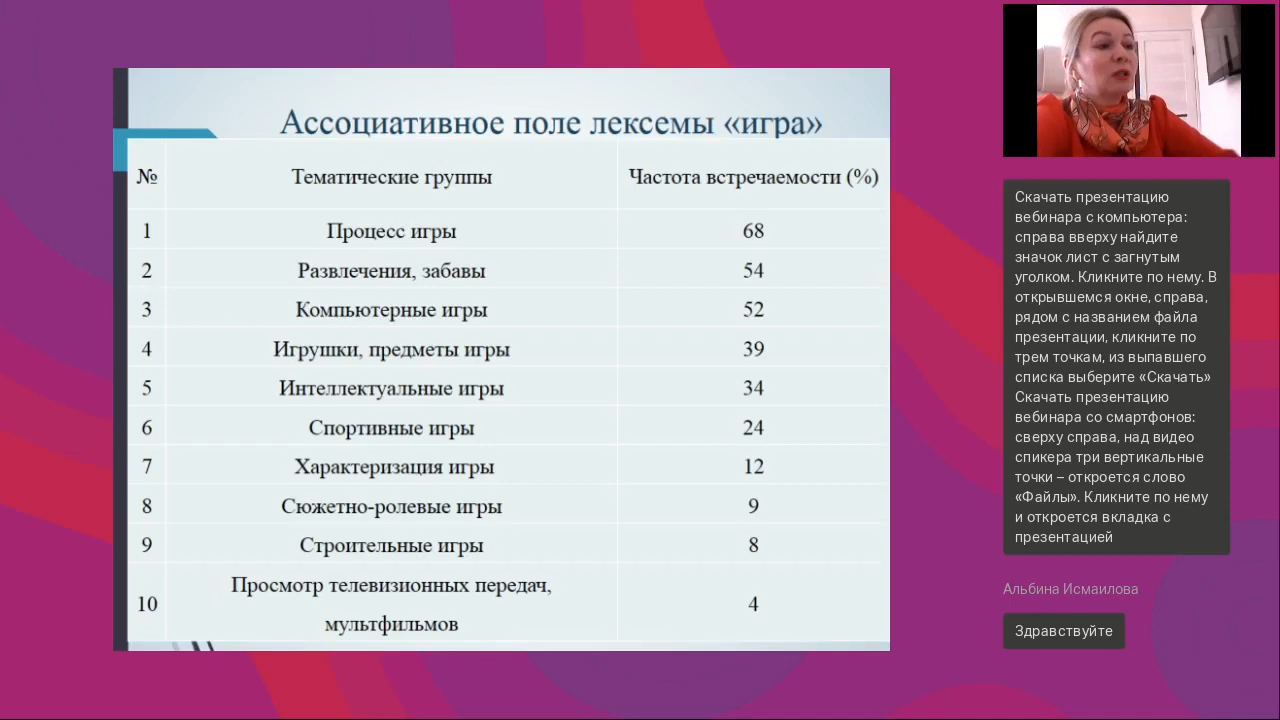 Ассоциативное поле лексемы «игра»
№ Тематические группы Частота встречаемости (%)
1 Процесс игры 68
2 Развлечения, забавы 54
3 Компьютерные игры 52
4 Игрушки, предметы игры 39
5 Интеллектуальные игры 34
6 Спортивные игры 24
7 Характеризация игры 12
8 Сюжетно-ролевые игры 9
9 Строительные игры 8
10 Просмотр телевизионных передач, 4
мультфильмов
Скачать презентацию
вебинара с компьютера:
справа вверху найдите
значок лист с загнутым
уголком. Кликните по нему. В
открывшемся окне, справа,
рядом с названием файла
презентации, кликните по
трем точкам, из выпавшего
списка выберите «Скачать»
Скачать презентацию
вебинара со смартфонов:
сверху справа, над видео
спикера три вертикальные
точки – откроется слово
«Файлы». Кликните по нему
и откроется вкладка с
презентацией
Альбина Исмаилова
Здравствуйте